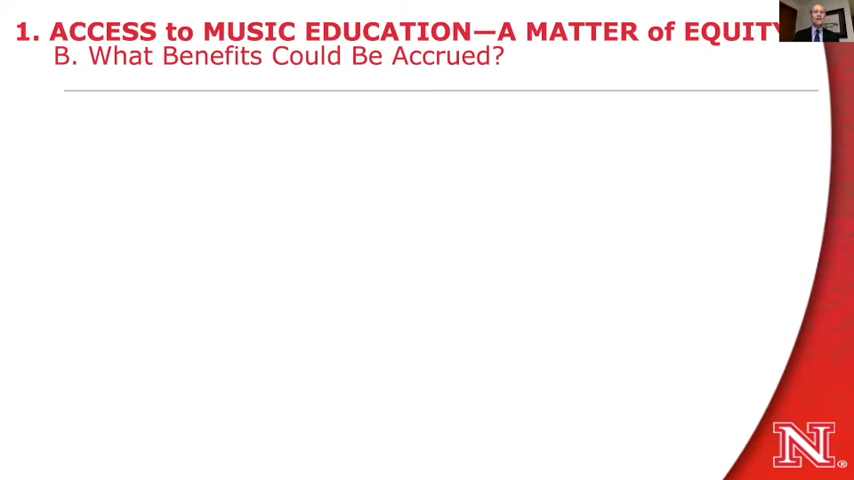 1. ACCESS to MUSIC EDUCATION—A MATTER of EQUITY
B. What Benefits Could Be Accrued?
N®